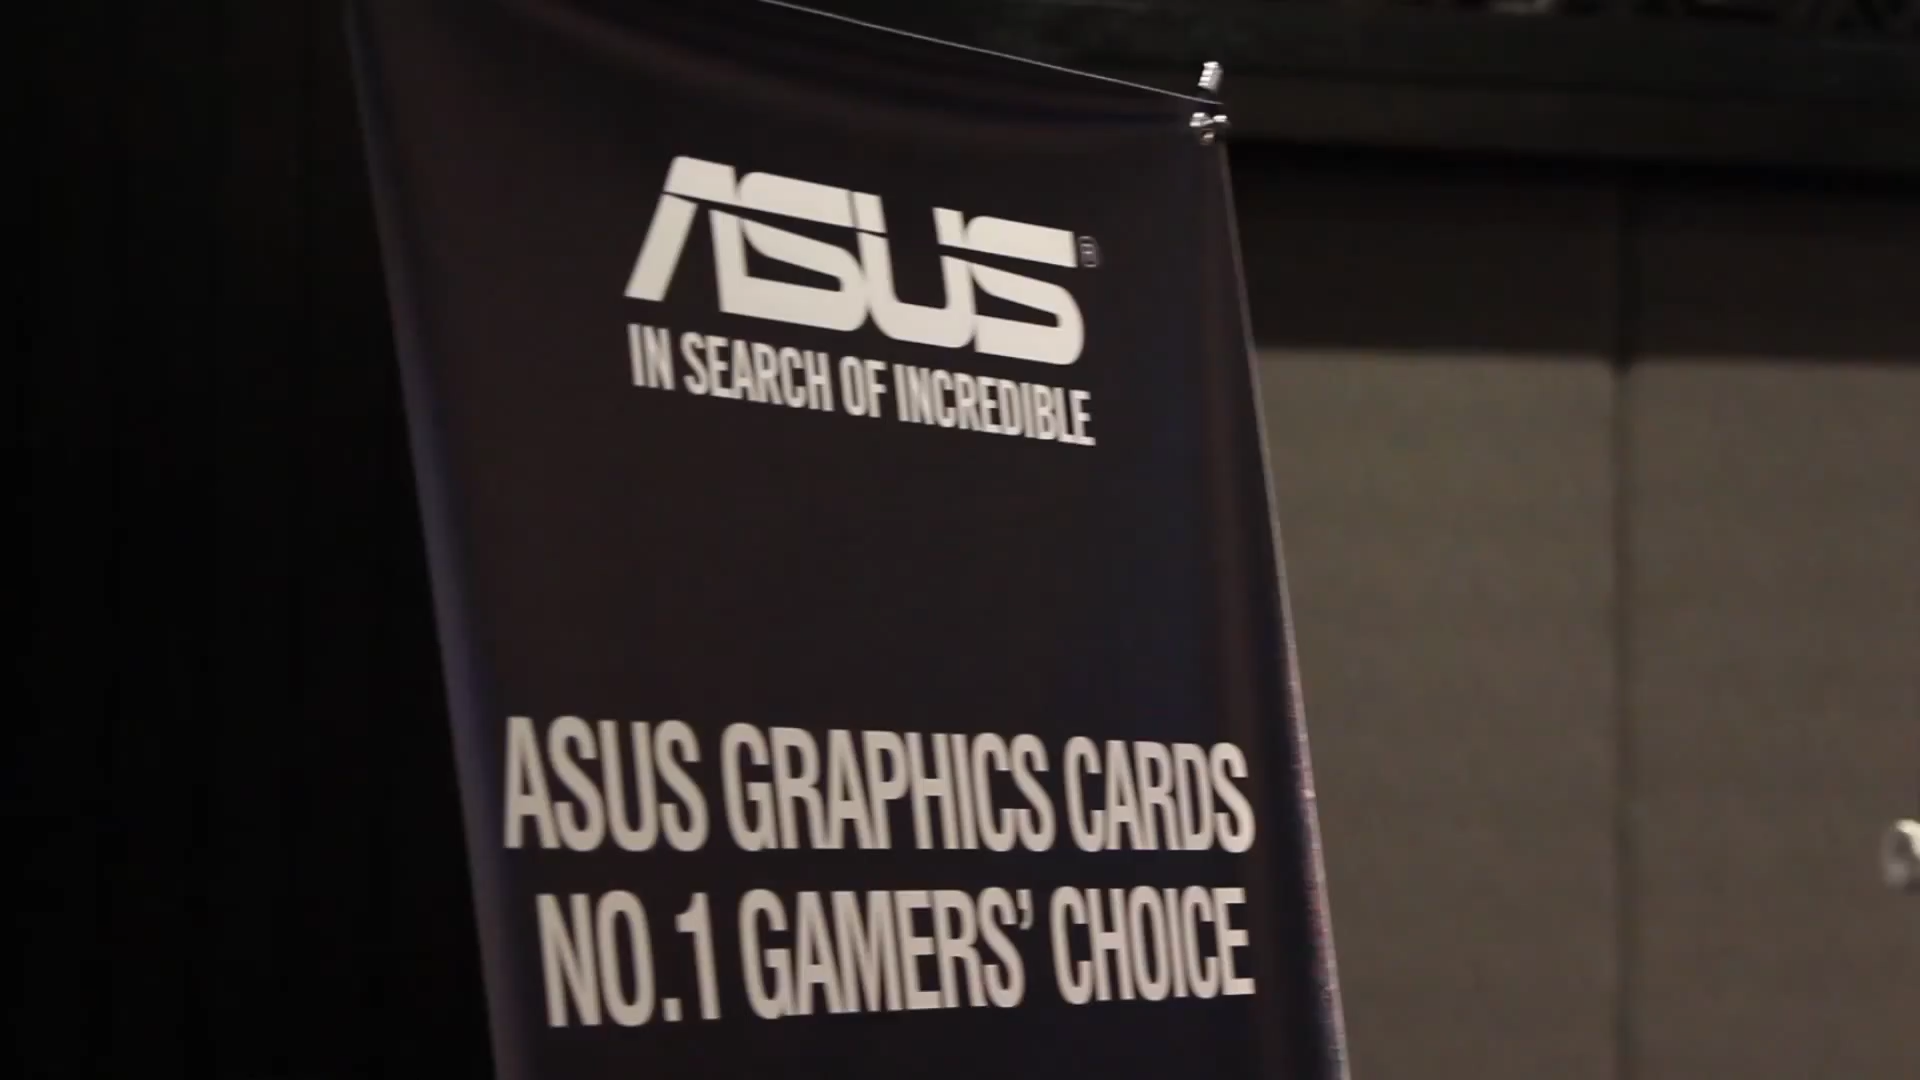 ASUS®
IN SEARCH OF INCREDIBLE
ASUS GRAPHICS CARDS
NO.1 GAMERS’ CHOICE